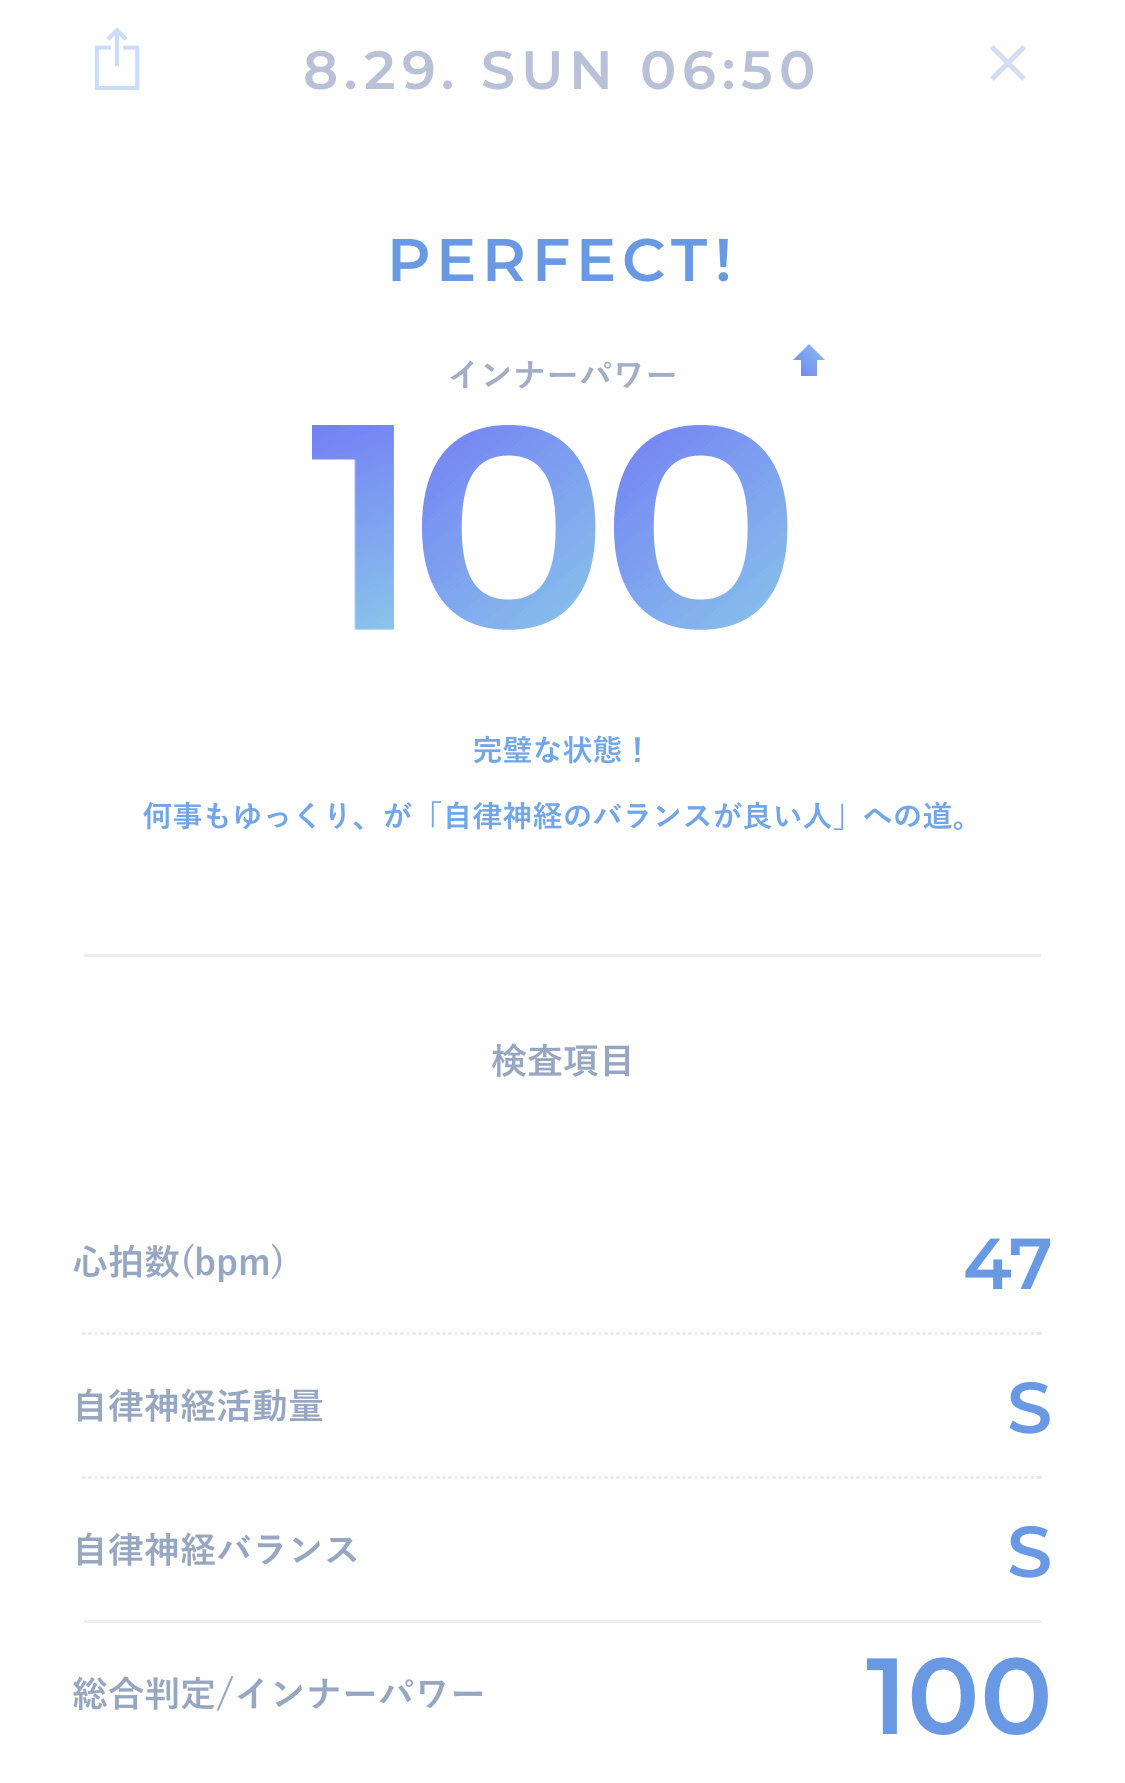 8.29. SUN 06:50
PERFECT!
インナーパワー
100
完璧な状態！
何事もゆっくり、が「自律神経のバランスが良い人」への道。
検査項目
心拍数(bpm)
47
自律神経活動量
S
自律神経バランス
S
総合判定/インナーパワー
100